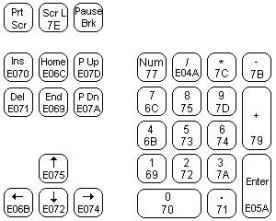 Prt Scr
Scr L 7E
Pause Brk
Ins E070
Home E06C
P Up E07D
Num 77
/ E04A
* 7C
- 7B
Del E071
End E069
P Dn E07A
7 6C
8 75
9 7D
+ 79
4 6B
5 73
6 74
↑ E075
1 69
2 72
3 7A
Enter E05A
← E06B
↓ E072
→ E074
0 70
. 71